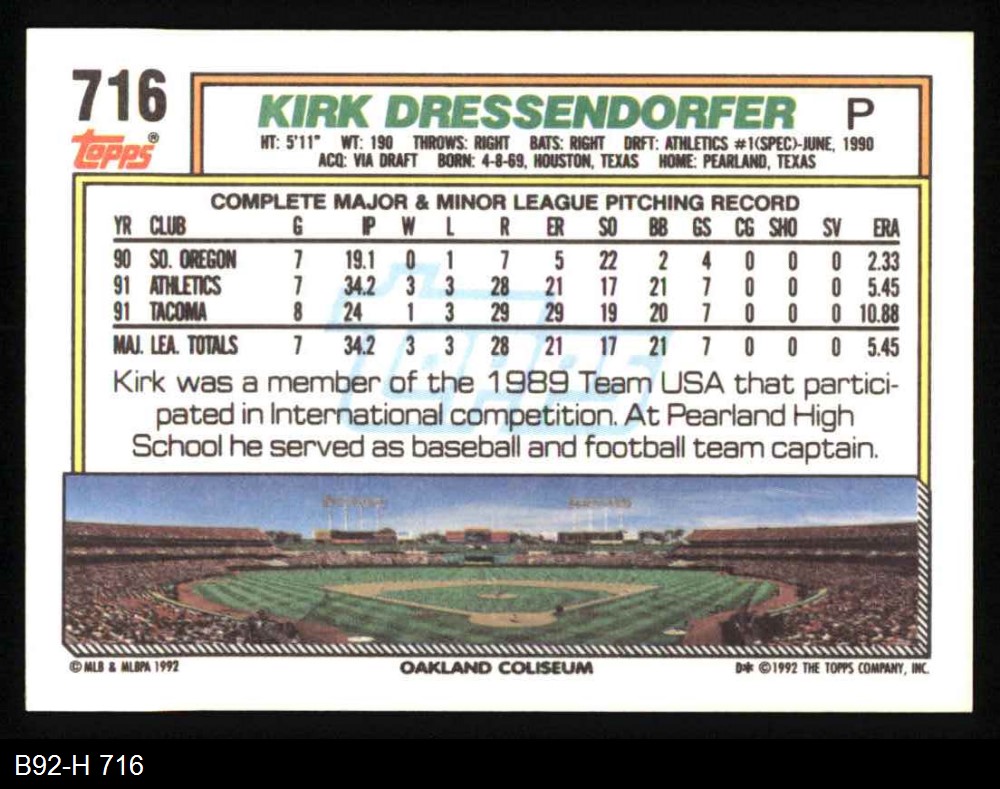 716
Topps®
KIRK DRESSENDORFER P
HT: 5'11" WT: 190 THROWS: RIGHT BATS: RIGHT DRFT: ATHLETICS #1(SPEC)-JUNE, 1990
ACQ: VIA DRAFT BORN: 4-8-69, HOUSTON, TEXAS HOME: PEARLAND, TEXAS
COMPLETE MAJOR & MINOR LEAGUE PITCHING RECORD
YR CLUB G IP W L R ER SO BB GS CG SHO SV ERA
90 SO. OREGON 7 19.1 0 1 7 5 22 2 4 0 0 0 2.33
91 ATHLETICS 7 34.2 3 3 28 21 17 21 7 0 0 0 5.45
91 TACOMA 8 24 1 3 29 29 19 20 7 0 0 0 10.88
MAJ. LEA. TOTALS 7 34.2 3 3 28 21 17 21 7 0 0 0 5.45
Topps
Kirk was a member of the 1989 Team USA that partici-
pated in International competition. At Pearland High
School he served as baseball and football team captain.
© MLB & MLBPA 1992 OAKLAND COLISEUM D* © 1992 THE TOPPS COMPANY, INC.
B92-H 716